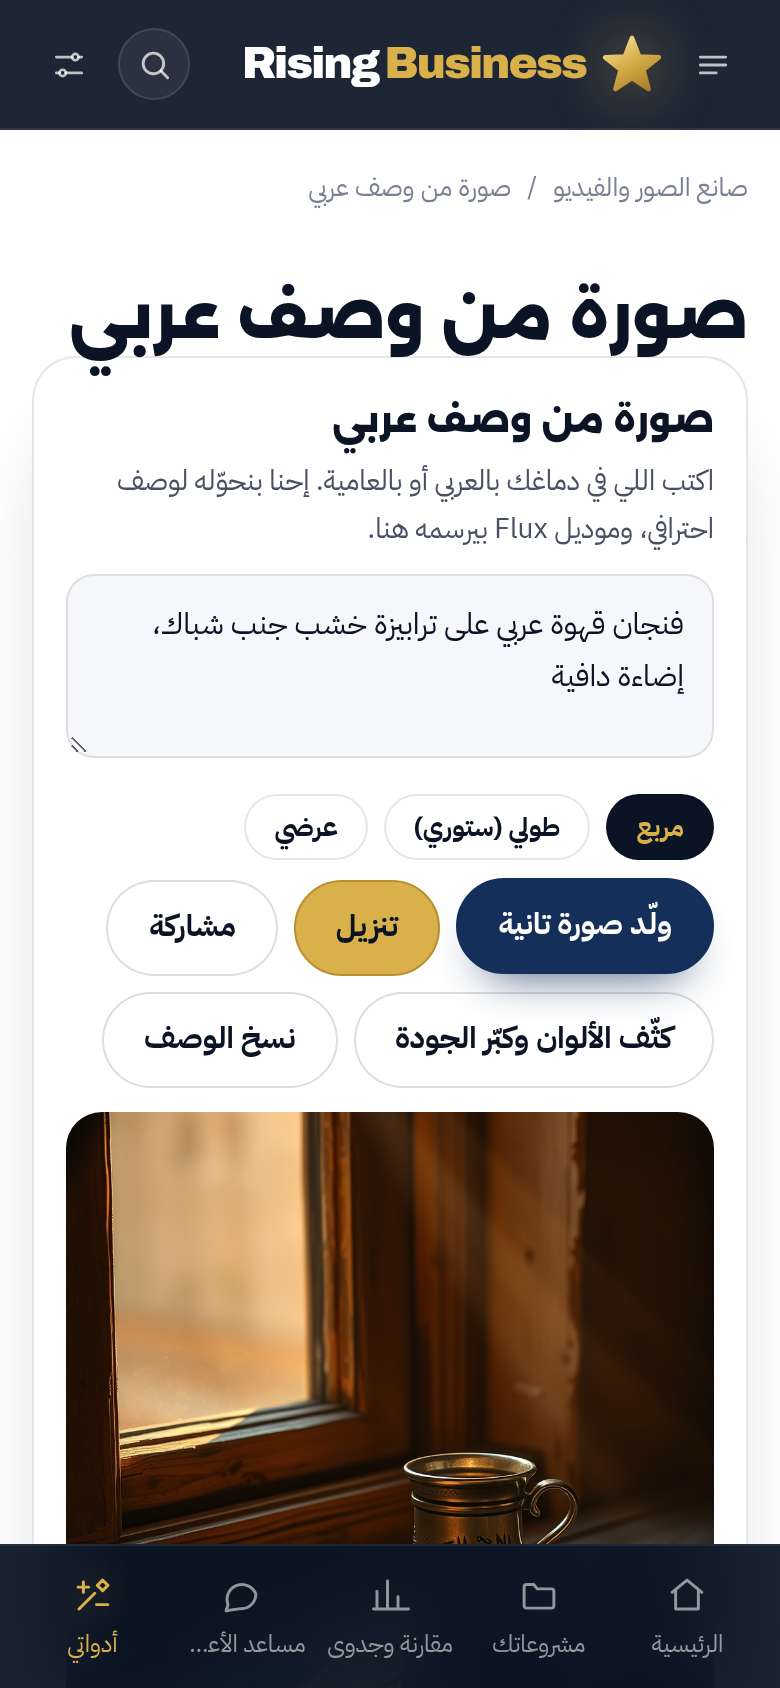 Rising Business
صانع الصور والفيديو / صورة من وصف عربي
صورة من وصف عربي
صورة من وصف عربي
اكتب اللي في دماغك بالعربي أو بالعامية. إحنا بنحوّله لوصف
احترافي، وموديل Flux بيرسمه هنا.
فنجان قهوة عربي على ترابيزة خشب جنب شباك،
إضاءة دافية
مربع
طولي (ستوري)
عرضي
ولّد صورة تانية
تنزيل
مشاركة
كثّف الألوان وكبّر الجودة
نسخ الوصف
الرئيسية
مشروعاتك
مقارنة وجدوى
مساعد الأعـ...
أدواتي